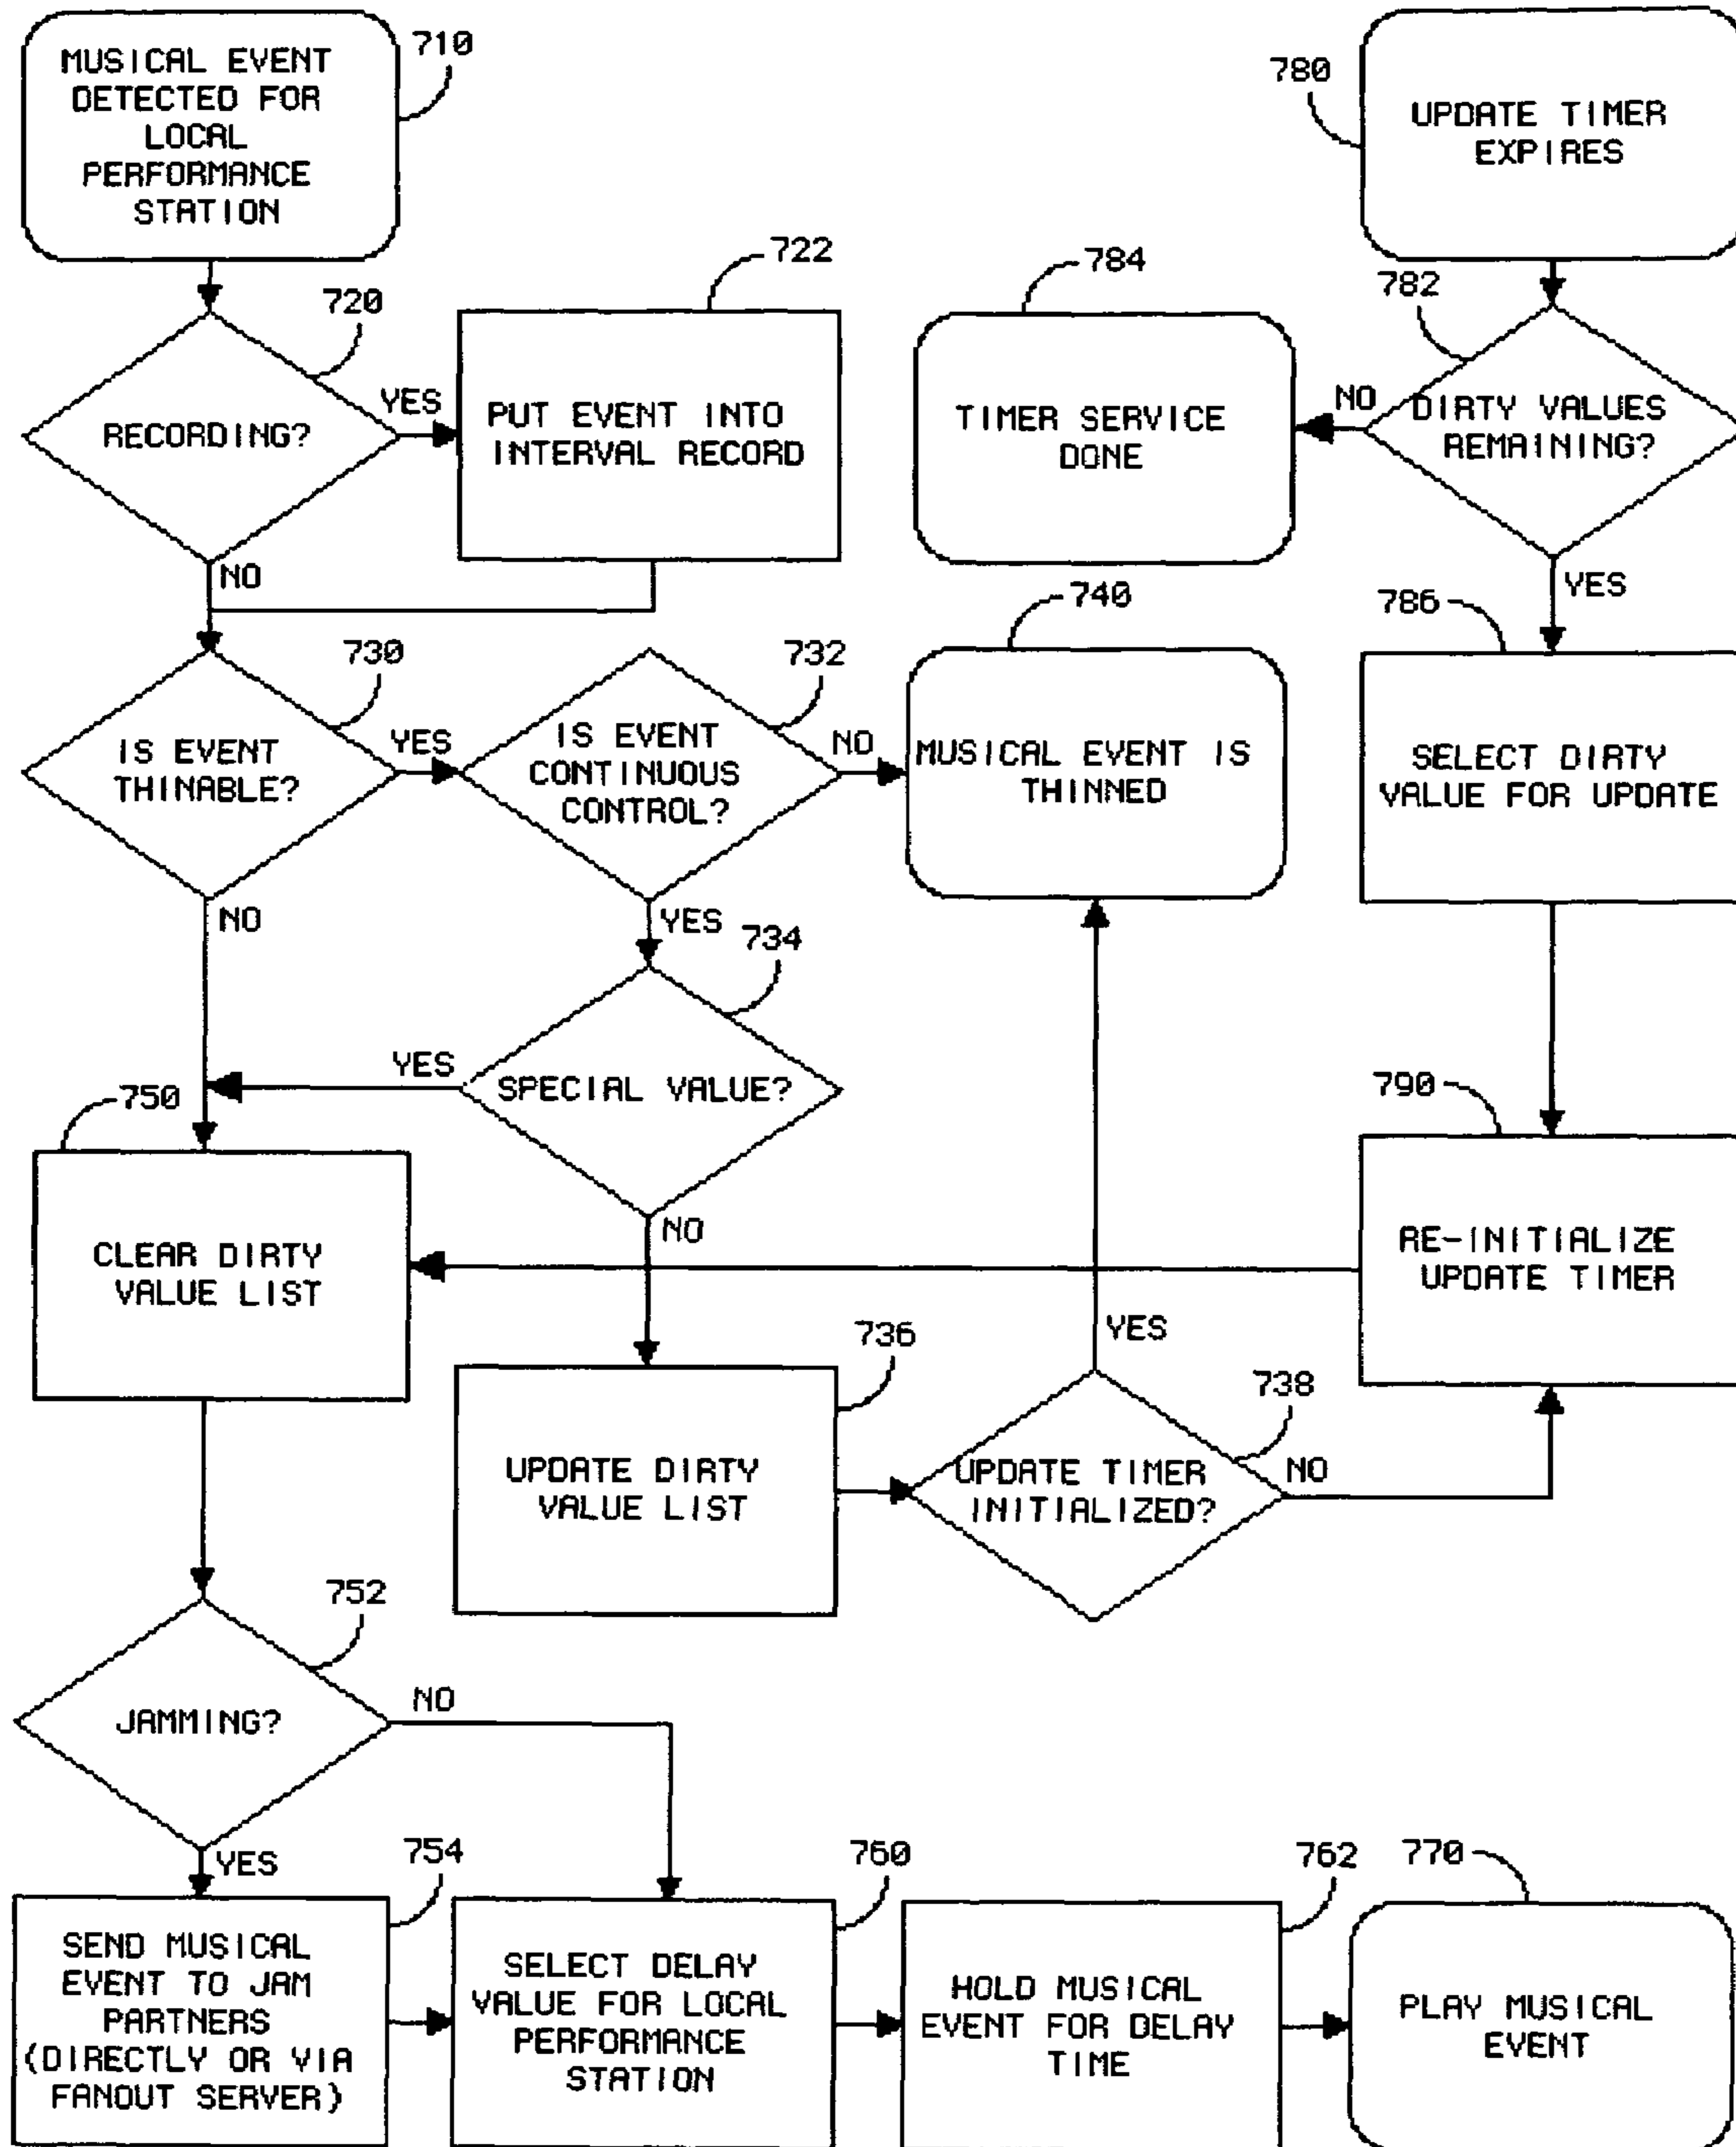 MUSICAL EVENT
DETECTED FOR
LOCAL
PERFORMANCE
STATION
710
780
UPDATE TIMER
EXPIRES
720
RECORDING?
YES
NO
722
PUT EVENT INTO
INTERVAL RECORD
784
TIMER SERVICE
DONE
782
NO
DIRTY VALUES
REMAINING?
YES
730
IS EVENT
THINABLE?
YES
NO
732
IS EVENT
CONTINUOUS
CONTROL?
NO
YES
740
MUSICAL EVENT IS
THINNED
786
SELECT DIRTY
VALUE FOR UPDATE
734
YES
SPECIAL VALUE?
NO
750
CLEAR DIRTY
VALUE LIST
790
RE-INITIALIZE
UPDATE TIMER
736
UPDATE DIRTY
VALUE LIST
YES
738
UPDATE TIMER
INITIALIZED?
NO
752
JAMMING?
NO
YES
754
SEND MUSICAL
EVENT TO JAM
PARTNERS
(DIRECTLY OR VIA
FANOUT SERVER)
760
SELECT DELAY
VALUE FOR LOCAL
PERFORMANCE
STATION
762
HOLD MUSICAL
EVENT FOR DELAY
TIME
770
PLAY MUSICAL
EVENT